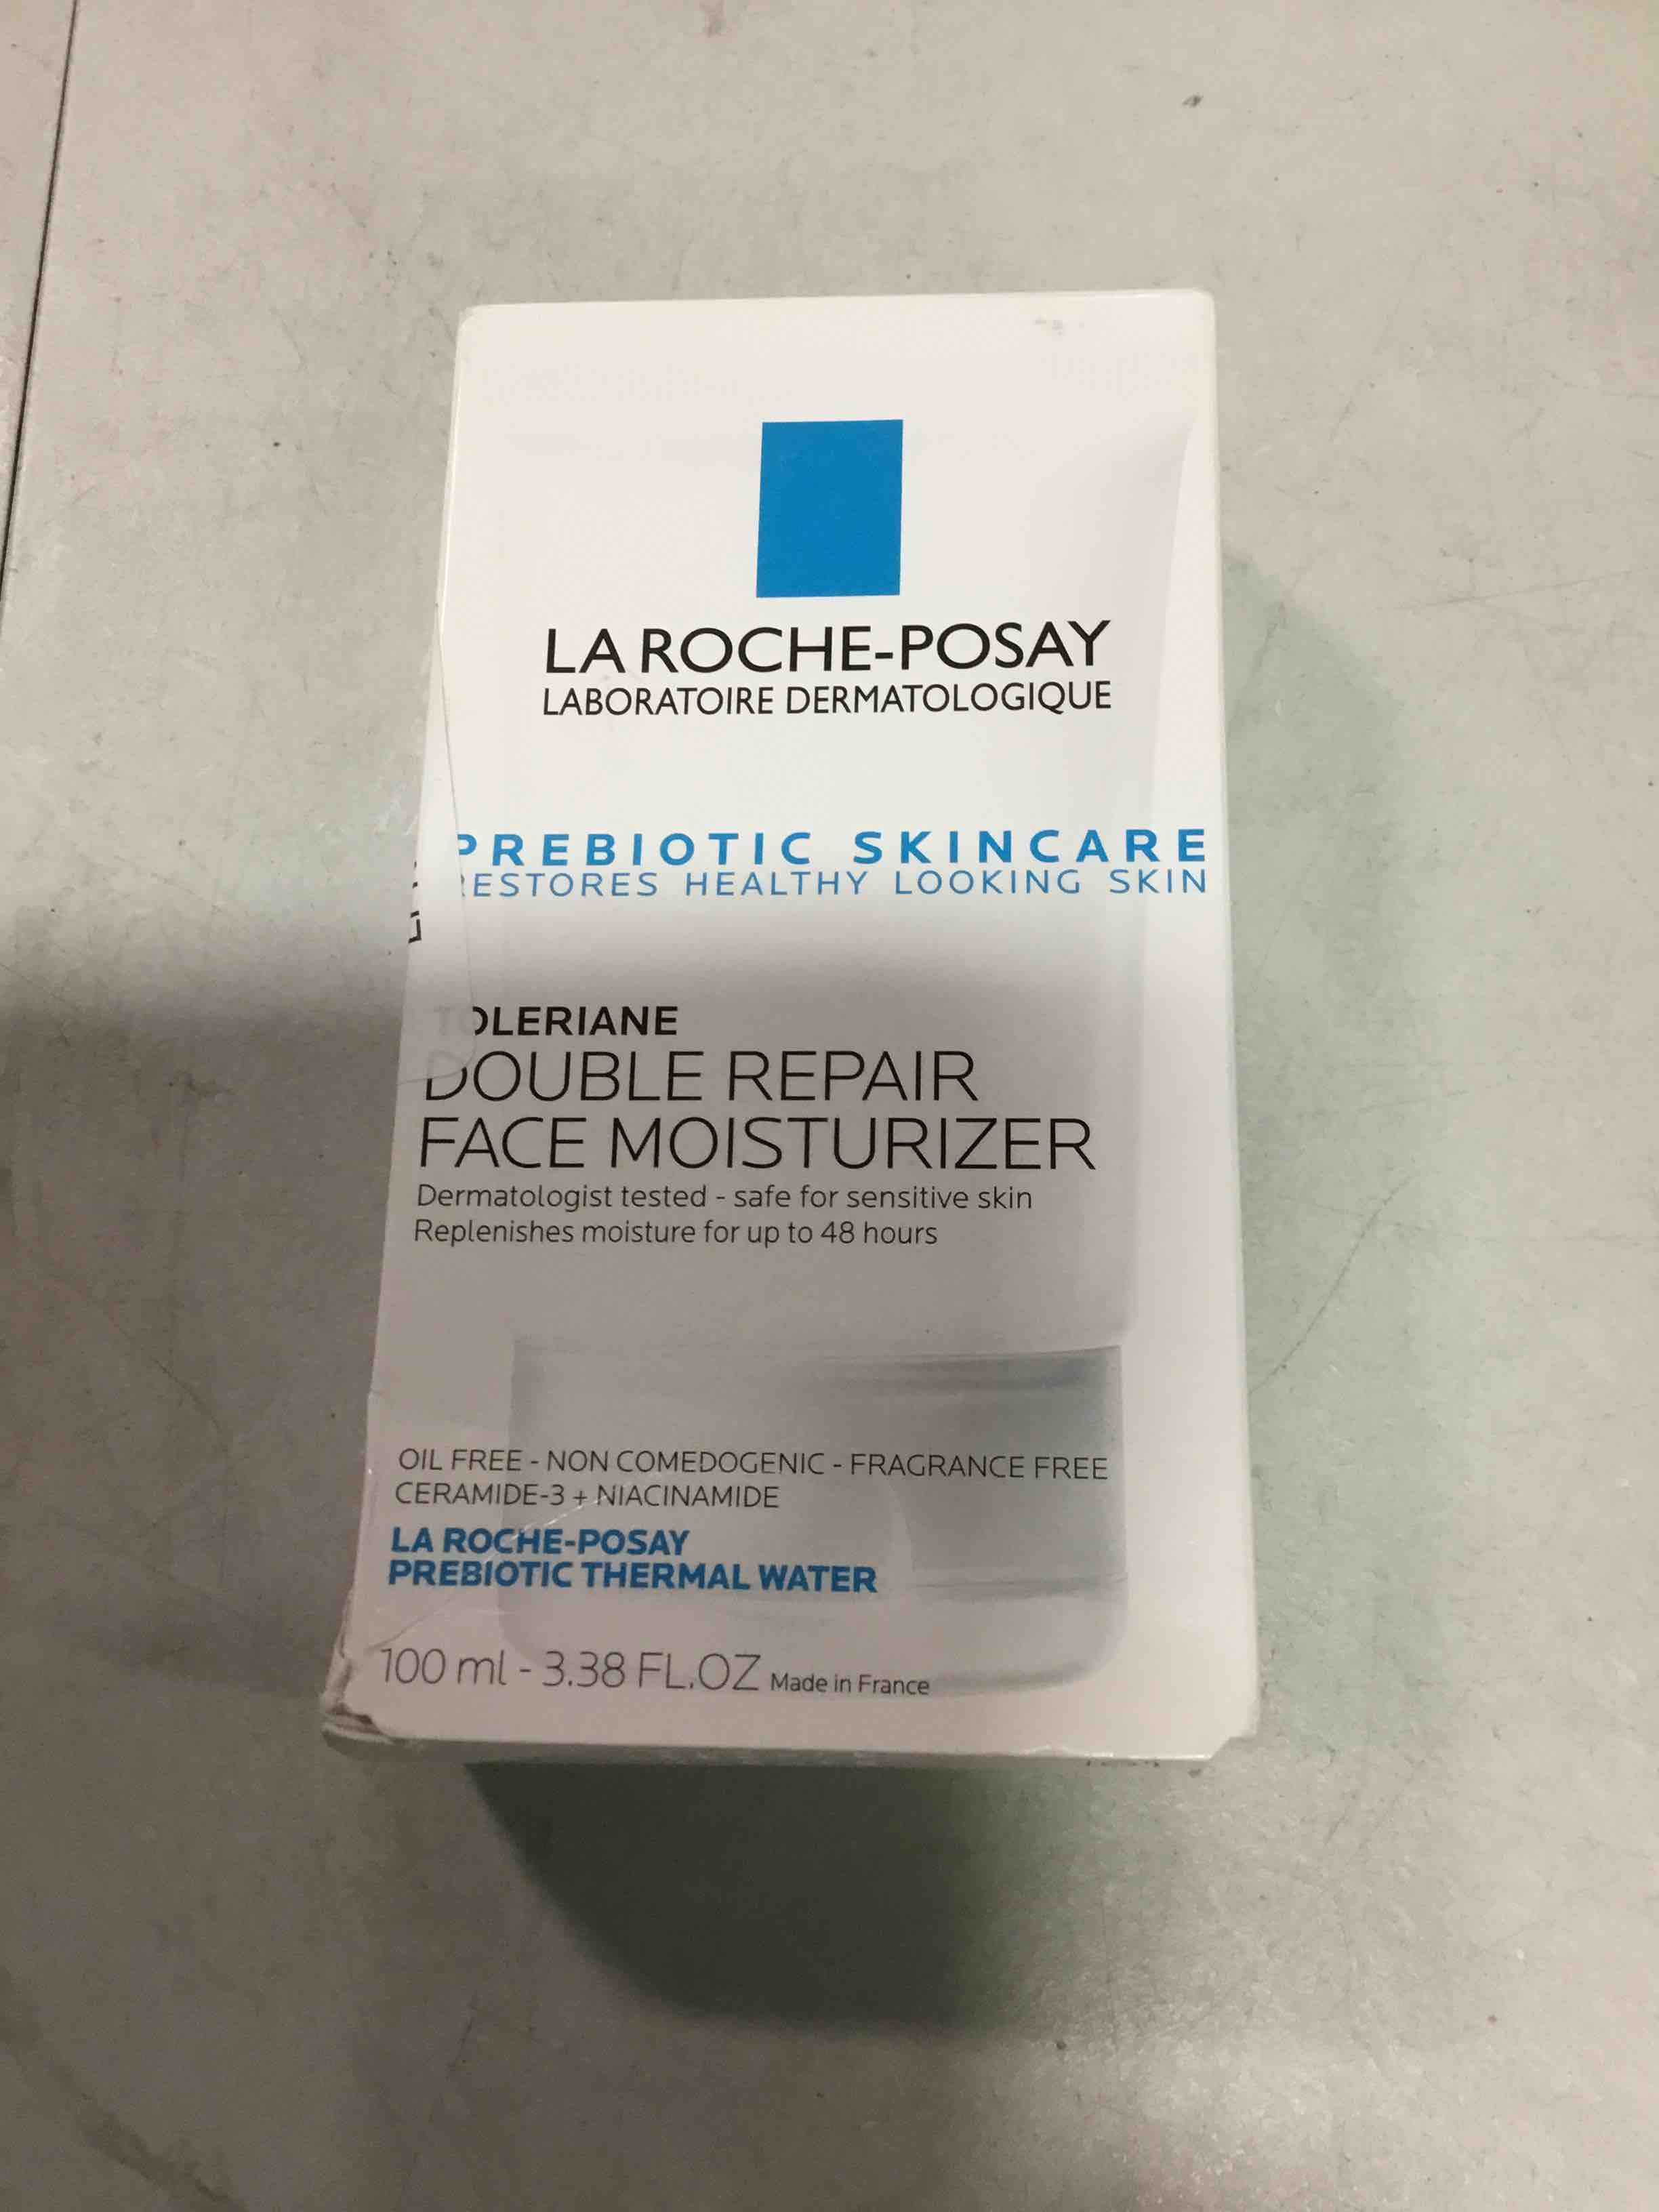 LA ROCHE-POSAY
LABORATOIRE DERMATOLOGIQUE
PREBIOTIC SKINCARE
RESTORES HEALTHY LOOKING SKIN
TOLERIANE
DOUBLE REPAIR
FACE MOISTURIZER
Dermatologist tested - safe for sensitive skin
Replenishes moisture for up to 48 hours
OIL FREE - NON COMEDOGENIC - FRAGRANCE FREE
CERAMIDE-3 + NIACINAMIDE
LA ROCHE-POSAY
PREBIOTIC THERMAL WATER
100 ml - 3.38 FL.OZ Made in France